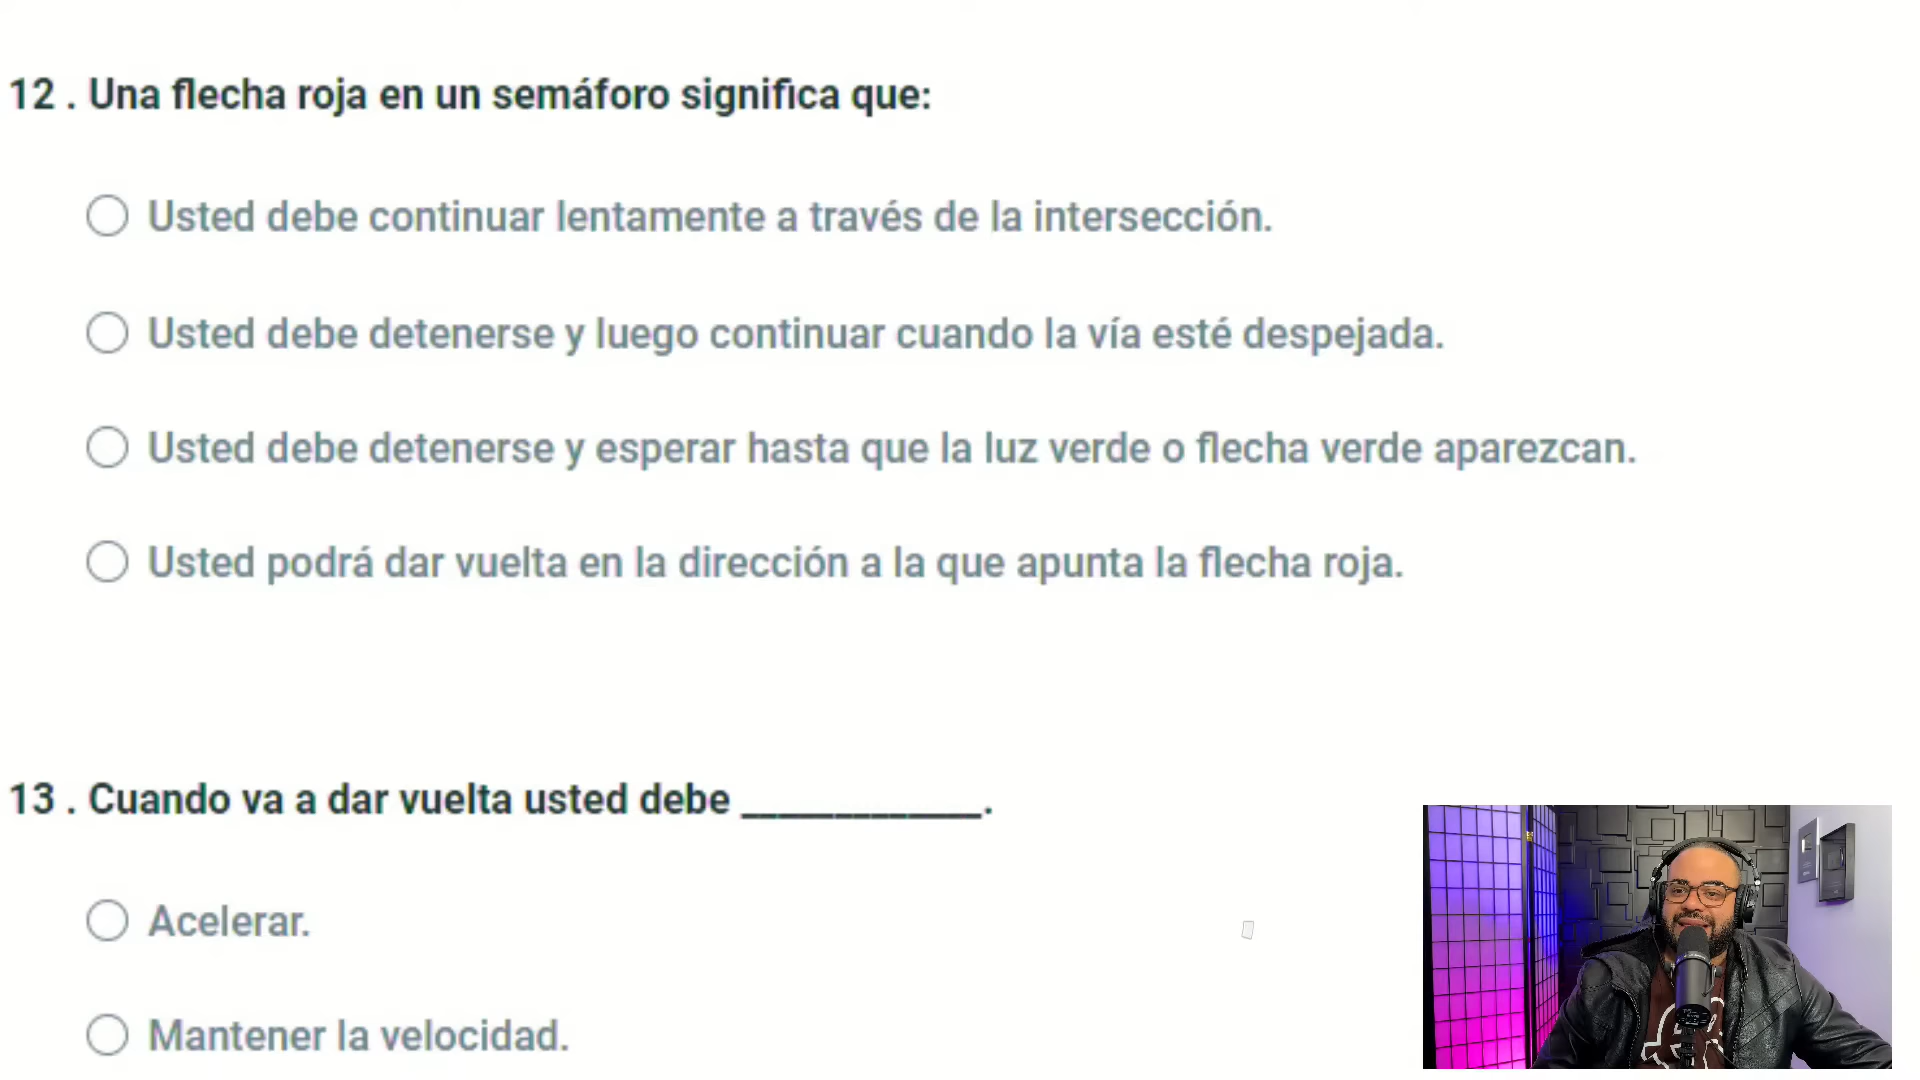 12 . Una flecha roja en un semáforo significa que:
Usted debe continuar lentamente a través de la intersección.
Usted debe detenerse y luego continuar cuando la vía esté despejada.
Usted debe detenerse y esperar hasta que la luz verde o flecha verde aparezcan.
Usted podrá dar vuelta en la dirección a la que apunta la flecha roja.
13 . Cuando va a dar vuelta usted debe ____________.
Acelerar.
Mantener la velocidad.